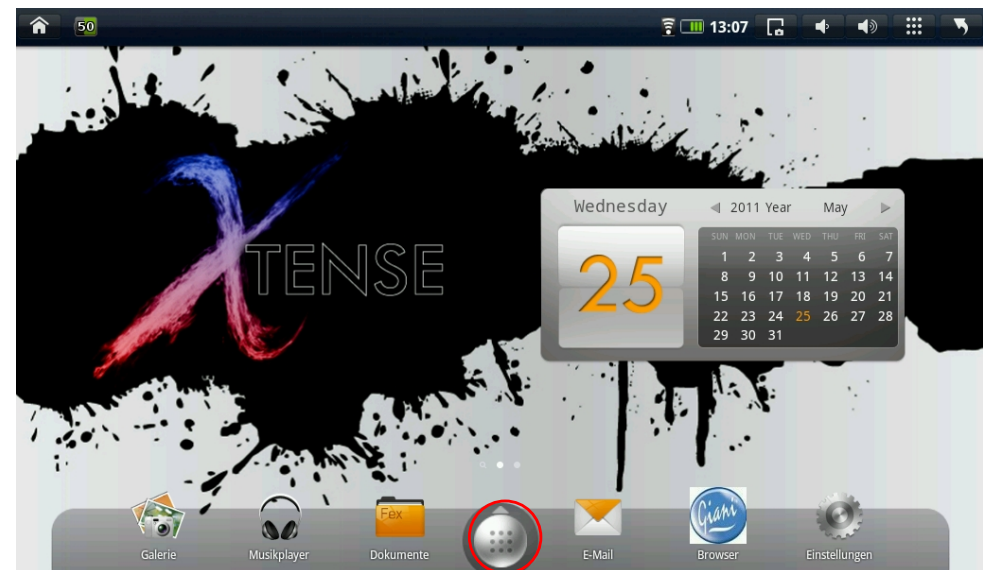 50
13:07
XTENSE
Wednesday
2011 Year May
25
SUN MON TUE WED THU FRI SAT
1 2 3 4 5 6 7
8 9 10 11 12 13 14
15 16 17 18 19 20 21
22 23 24 25 26 27 28
29 30 31
Fex
Giani
Galerie Musikplayer Dokumente E-Mail Browser Einstellungen